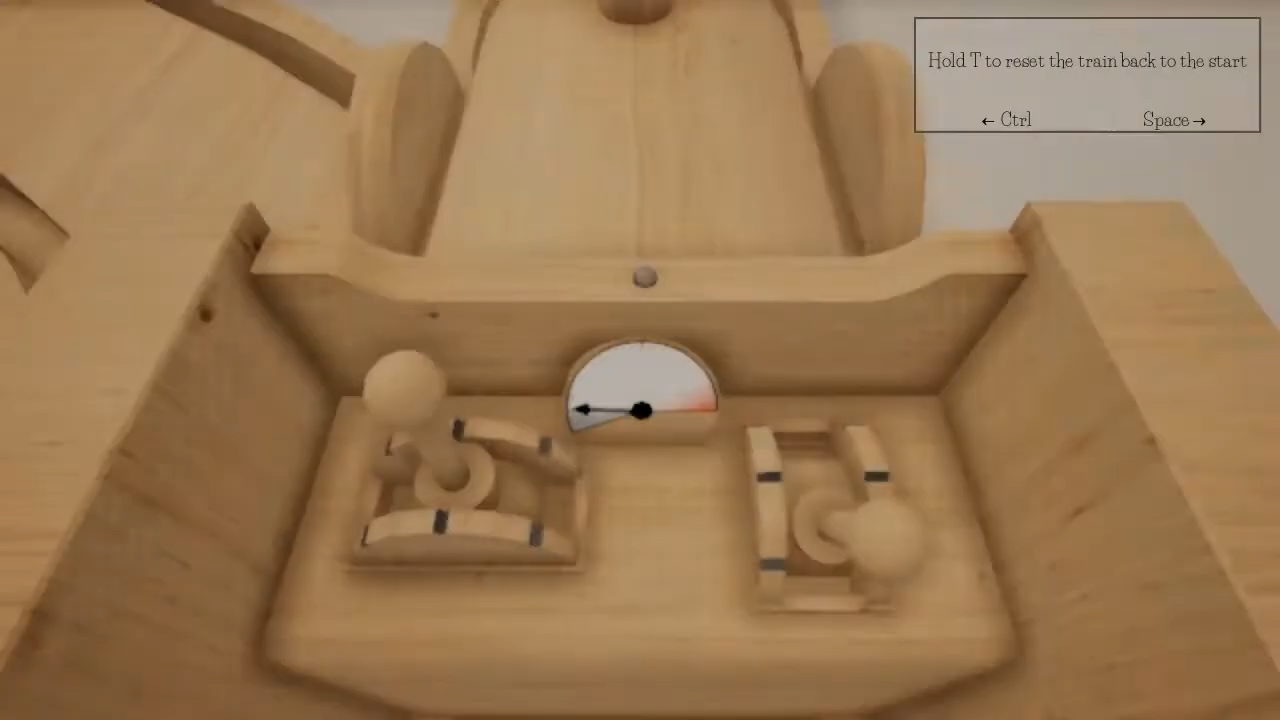 Hold T to reset the train back to the start
← Ctrl
Space →